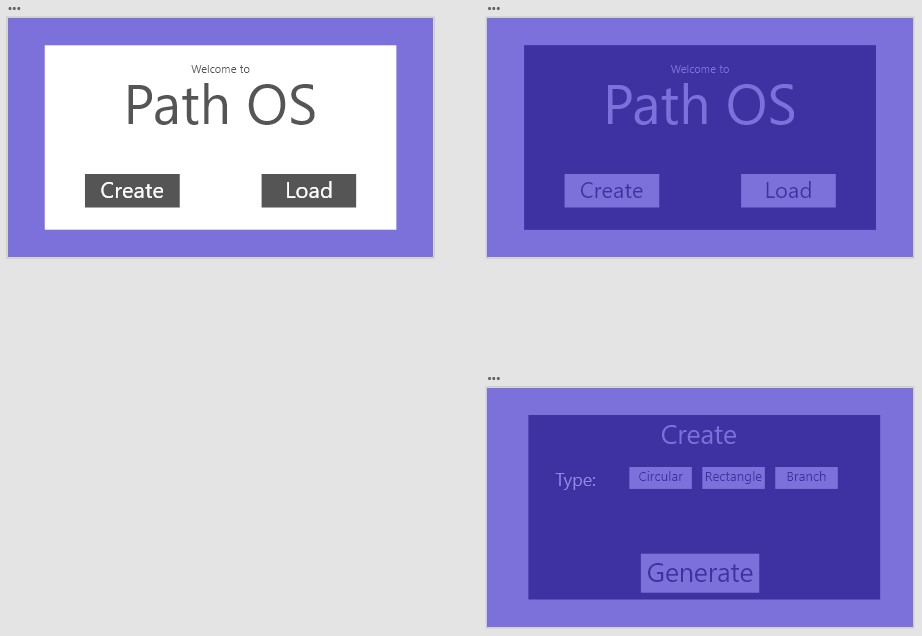 Welcome to
Path OS
Create Load
Welcome to
Path OS
Create Load
Create
Type: Circular Rectangle Branch
Generate